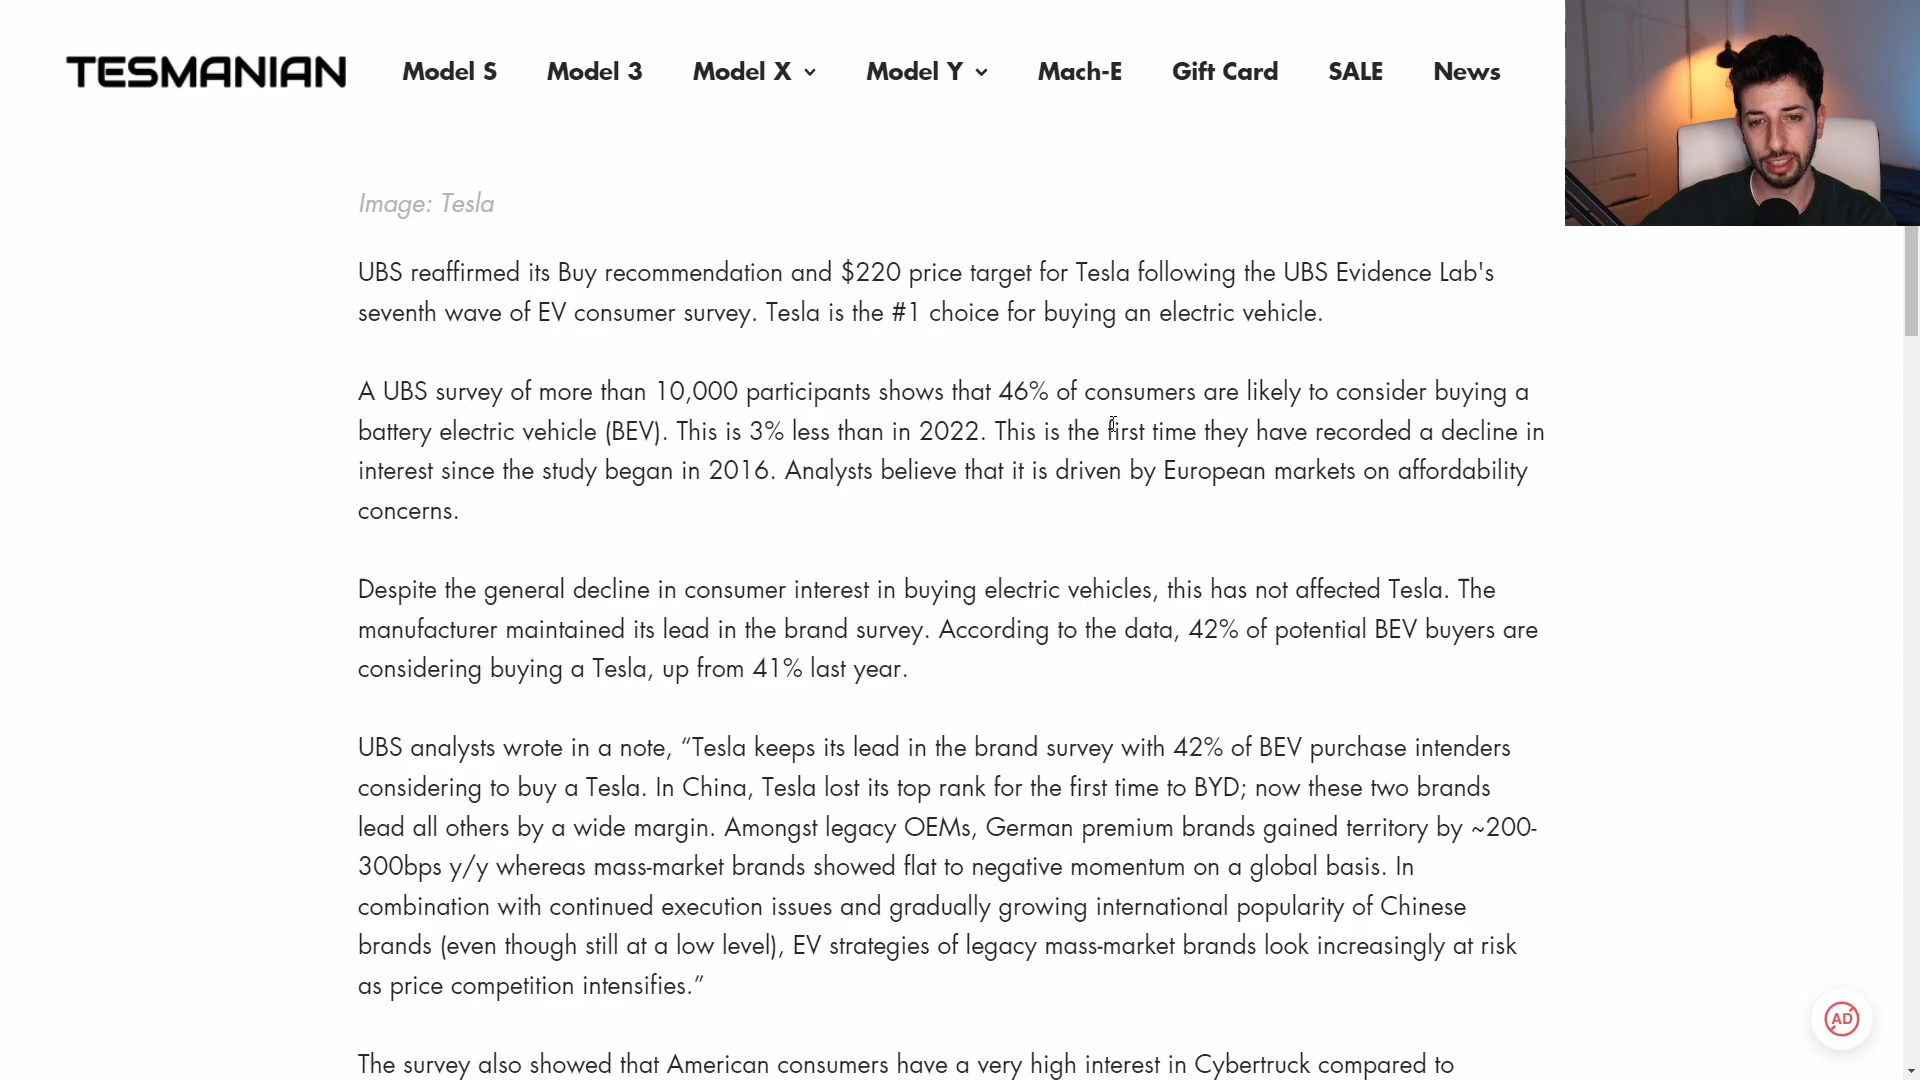 TESMANIAN Model S Model 3 Model X Model Y Mach-E Gift Card SALE News
Image: Tesla
UBS reaffirmed its Buy recommendation and $220 price target for Tesla following the UBS Evidence Lab's
seventh wave of EV consumer survey. Tesla is the #1 choice for buying an electric vehicle.
A UBS survey of more than 10,000 participants shows that 46% of consumers are likely to consider buying a
battery electric vehicle (BEV). This is 3% less than in 2022. This is the first time they have recorded a decline in
interest since the study began in 2016. Analysts believe that it is driven by European markets on affordability
concerns.
Despite the general decline in consumer interest in buying electric vehicles, this has not affected Tesla. The
manufacturer maintained its lead in the brand survey. According to the data, 42% of potential BEV buyers are
considering buying a Tesla, up from 41% last year.
UBS analysts wrote in a note, “Tesla keeps its lead in the brand survey with 42% of BEV purchase intenders
considering to buy a Tesla. In China, Tesla lost its top rank for the first time to BYD; now these two brands
lead all others by a wide margin. Amongst legacy OEMs, German premium brands gained territory by ~200-
300bps y/y whereas mass-market brands showed flat to negative momentum on a global basis. In
combination with continued execution issues and gradually growing international popularity of Chinese
brands (even though still at a low level), EV strategies of legacy mass-market brands look increasingly at risk
as price competition intensifies.”
The survey also showed that American consumers have a very high interest in Cybertruck compared to
AD